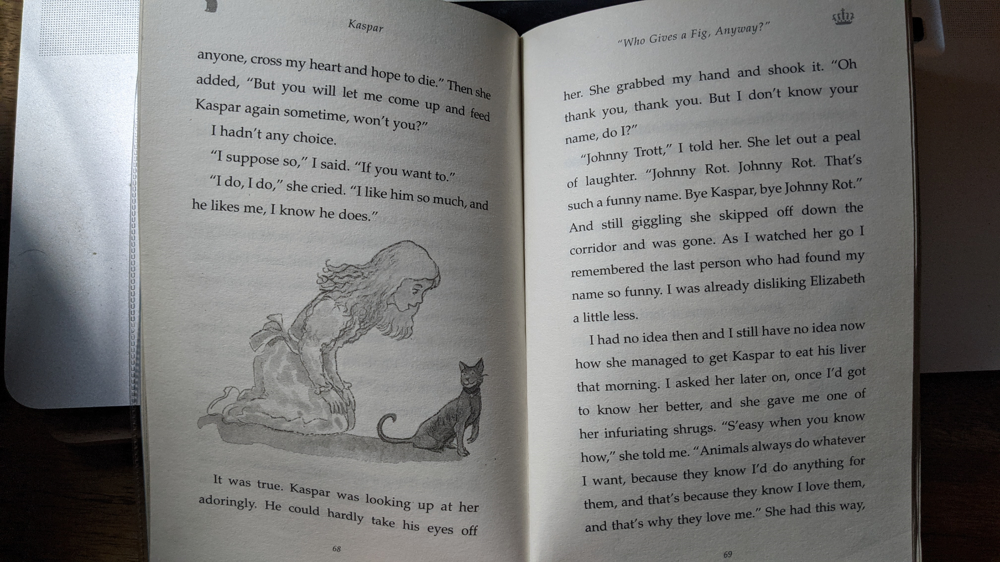 Kaspar
anyone, cross my heart and hope to die.” Then she
added, “But you will let me come up and feed
Kaspar again sometime, won’t you?”
I hadn’t any choice.
“I suppose so,” I said. “If you want to.”
“I do, I do,” she cried. “I like him so much, and
he likes me, I know he does.”
It was true. Kaspar was looking up at her
adoringly. He could hardly take his eyes off
68
“Who Gives a Fig, Anyway?”
her. She grabbed my hand and shook it. “Oh
thank you, thank you. But I don’t know your
name, do I?”
“Johnny Trott,” I told her. She let out a peal
of laughter. “Johnny Rot. Johnny Rot. That’s
such a funny name. Bye Kaspar, bye Johnny Rot.”
And still giggling she skipped off down the
corridor and was gone. As I watched her go I
remembered the last person who had found my
name so funny. I was already disliking Elizabeth
a little less.
I had no idea then and I still have no idea now
how she managed to get Kaspar to eat his liver
that morning. I asked her later on, once I’d got
to know her better, and she gave me one of
her infuriating shrugs. “S’easy when you know
how,” she told me. “Animals always do whatever
I want, because they know I’d do anything for
them, and that’s because they know I love them,
and that’s why they love me.” She had this way,
69